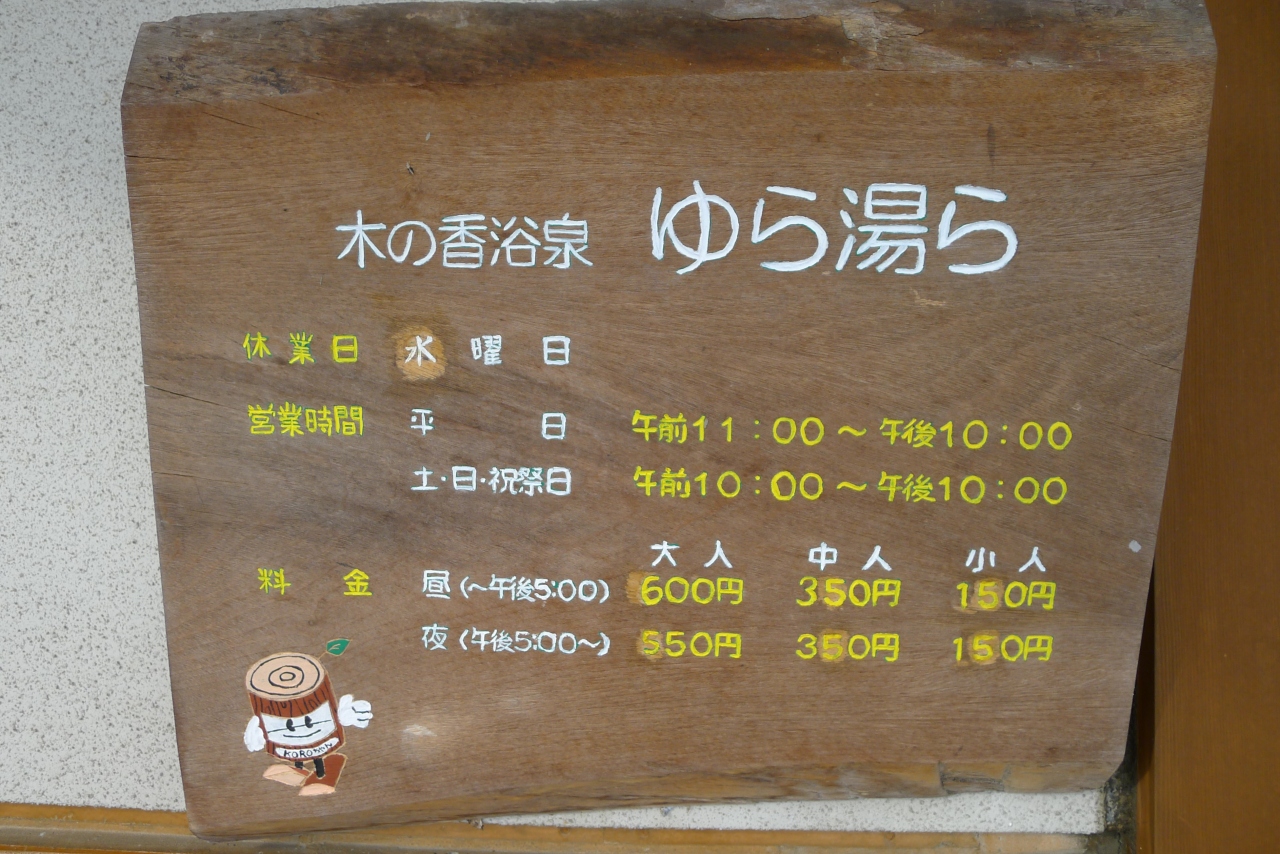 木の香浴泉 ゆら湯ら
休業日 水曜日
営業時間 平日 午前11:00～午後10:00
土・日・祝祭日 午前10:00～午後10:00
大人 中人 小人
料金 昼(～午後5:00) 600円 350円 150円
夜(午後5:00～) 550円 350円 150円